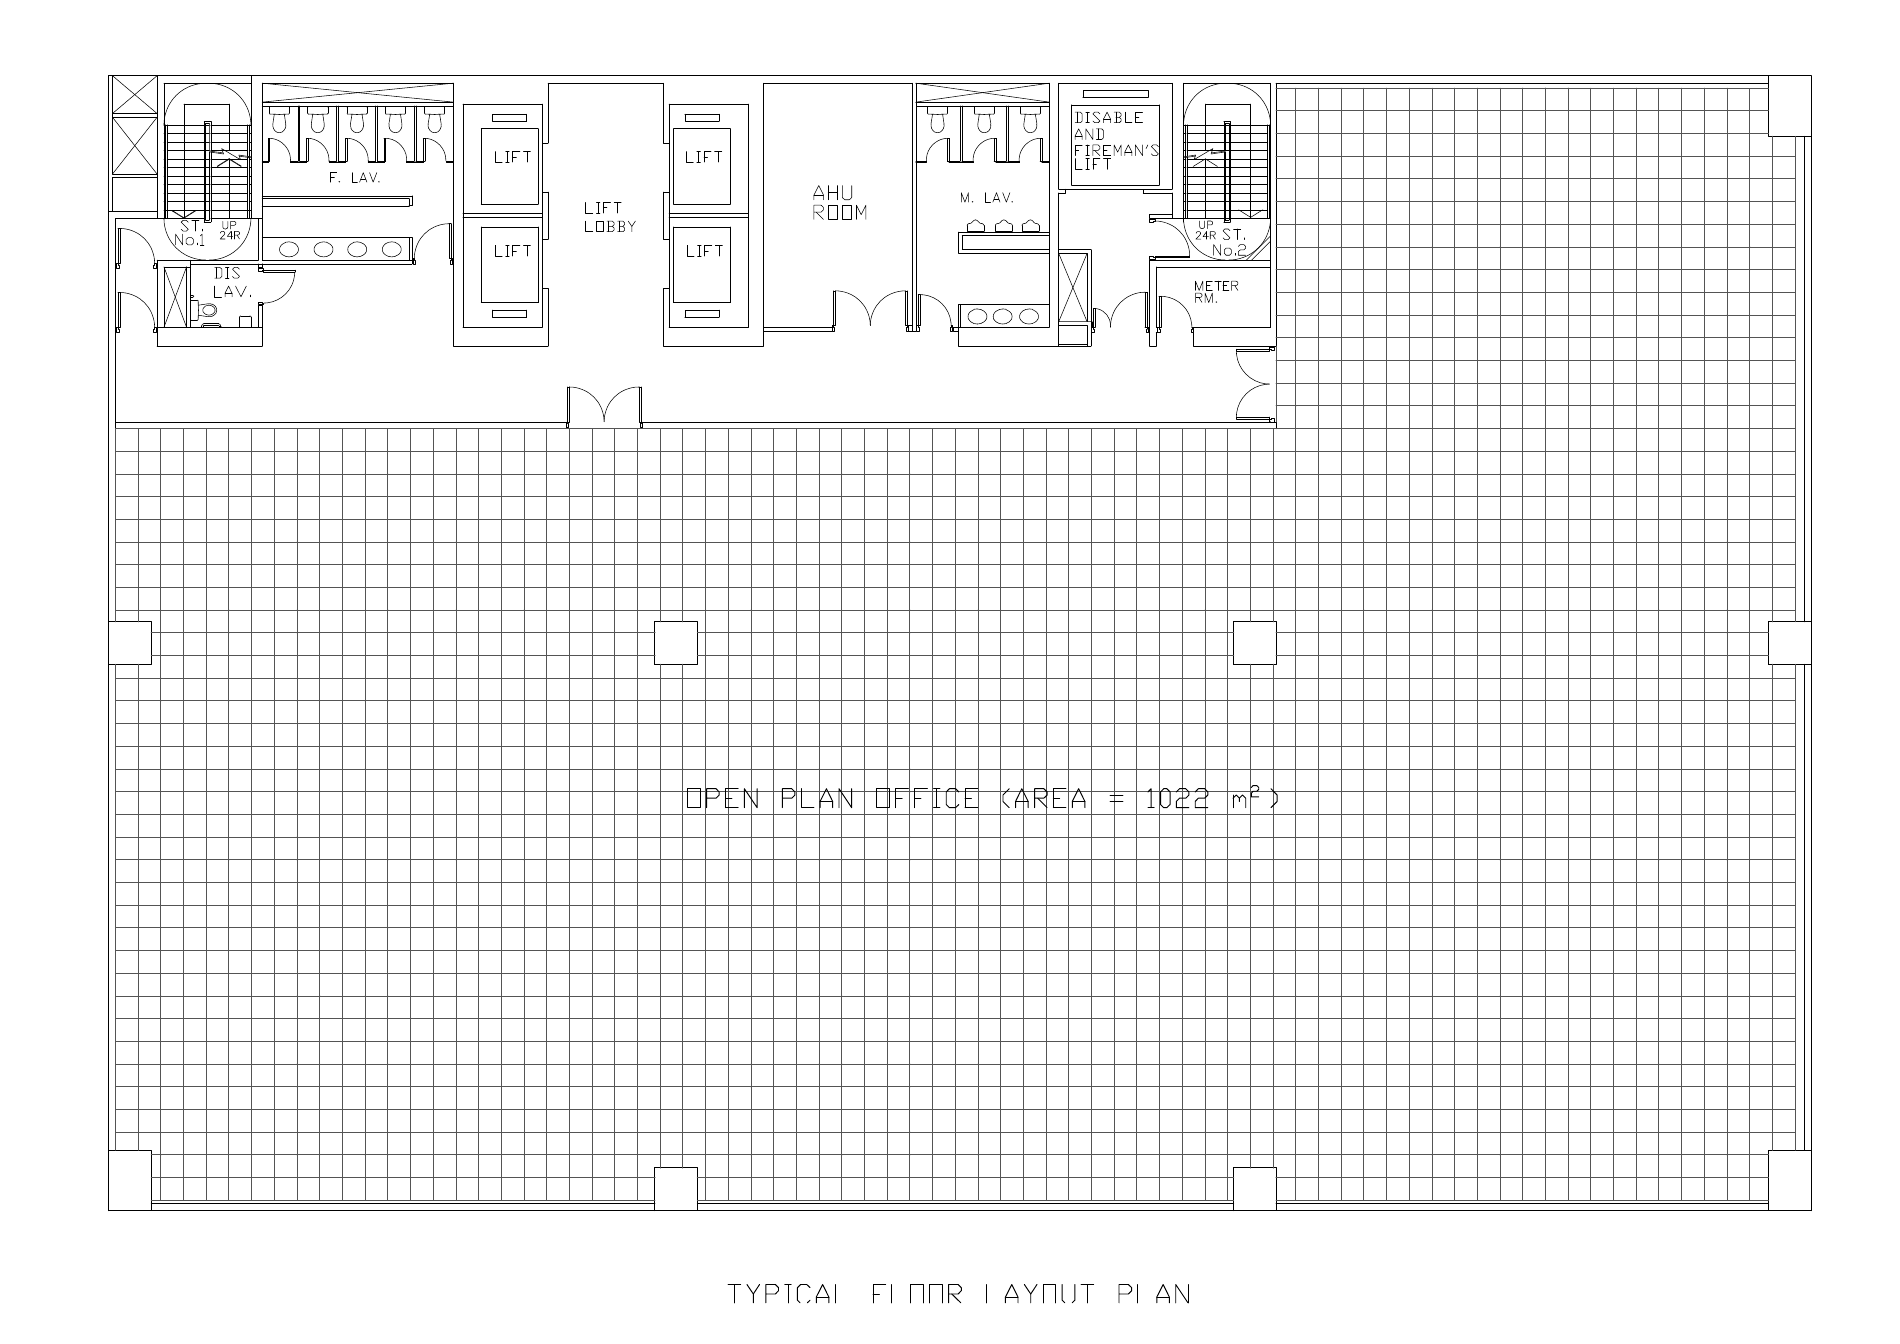 DISABLE
AND
FIREMAN'S
LIFT
LIFT
LIFT
F. LAV.
AHU
ROOM
M. LAV.
LIFT
LOBBY
ST.
No.1
UP
24R
UP
24R
ST.
No.2
LIFT
LIFT
DIS
LAV.
METER
RM.
OPEN PLAN OFFICE (AREA = 1022 m²)
TYPICAL FLOOR LAYOUT PLAN